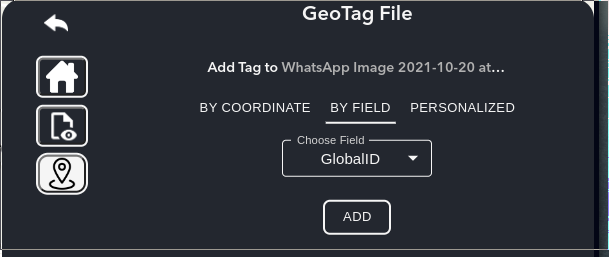 GeoTag File
Add Tag to WhatsApp Image 2021-10-20 at...
BY COORDINATE BY FIELD PERSONALIZED
Choose Field
GlobalID
ADD